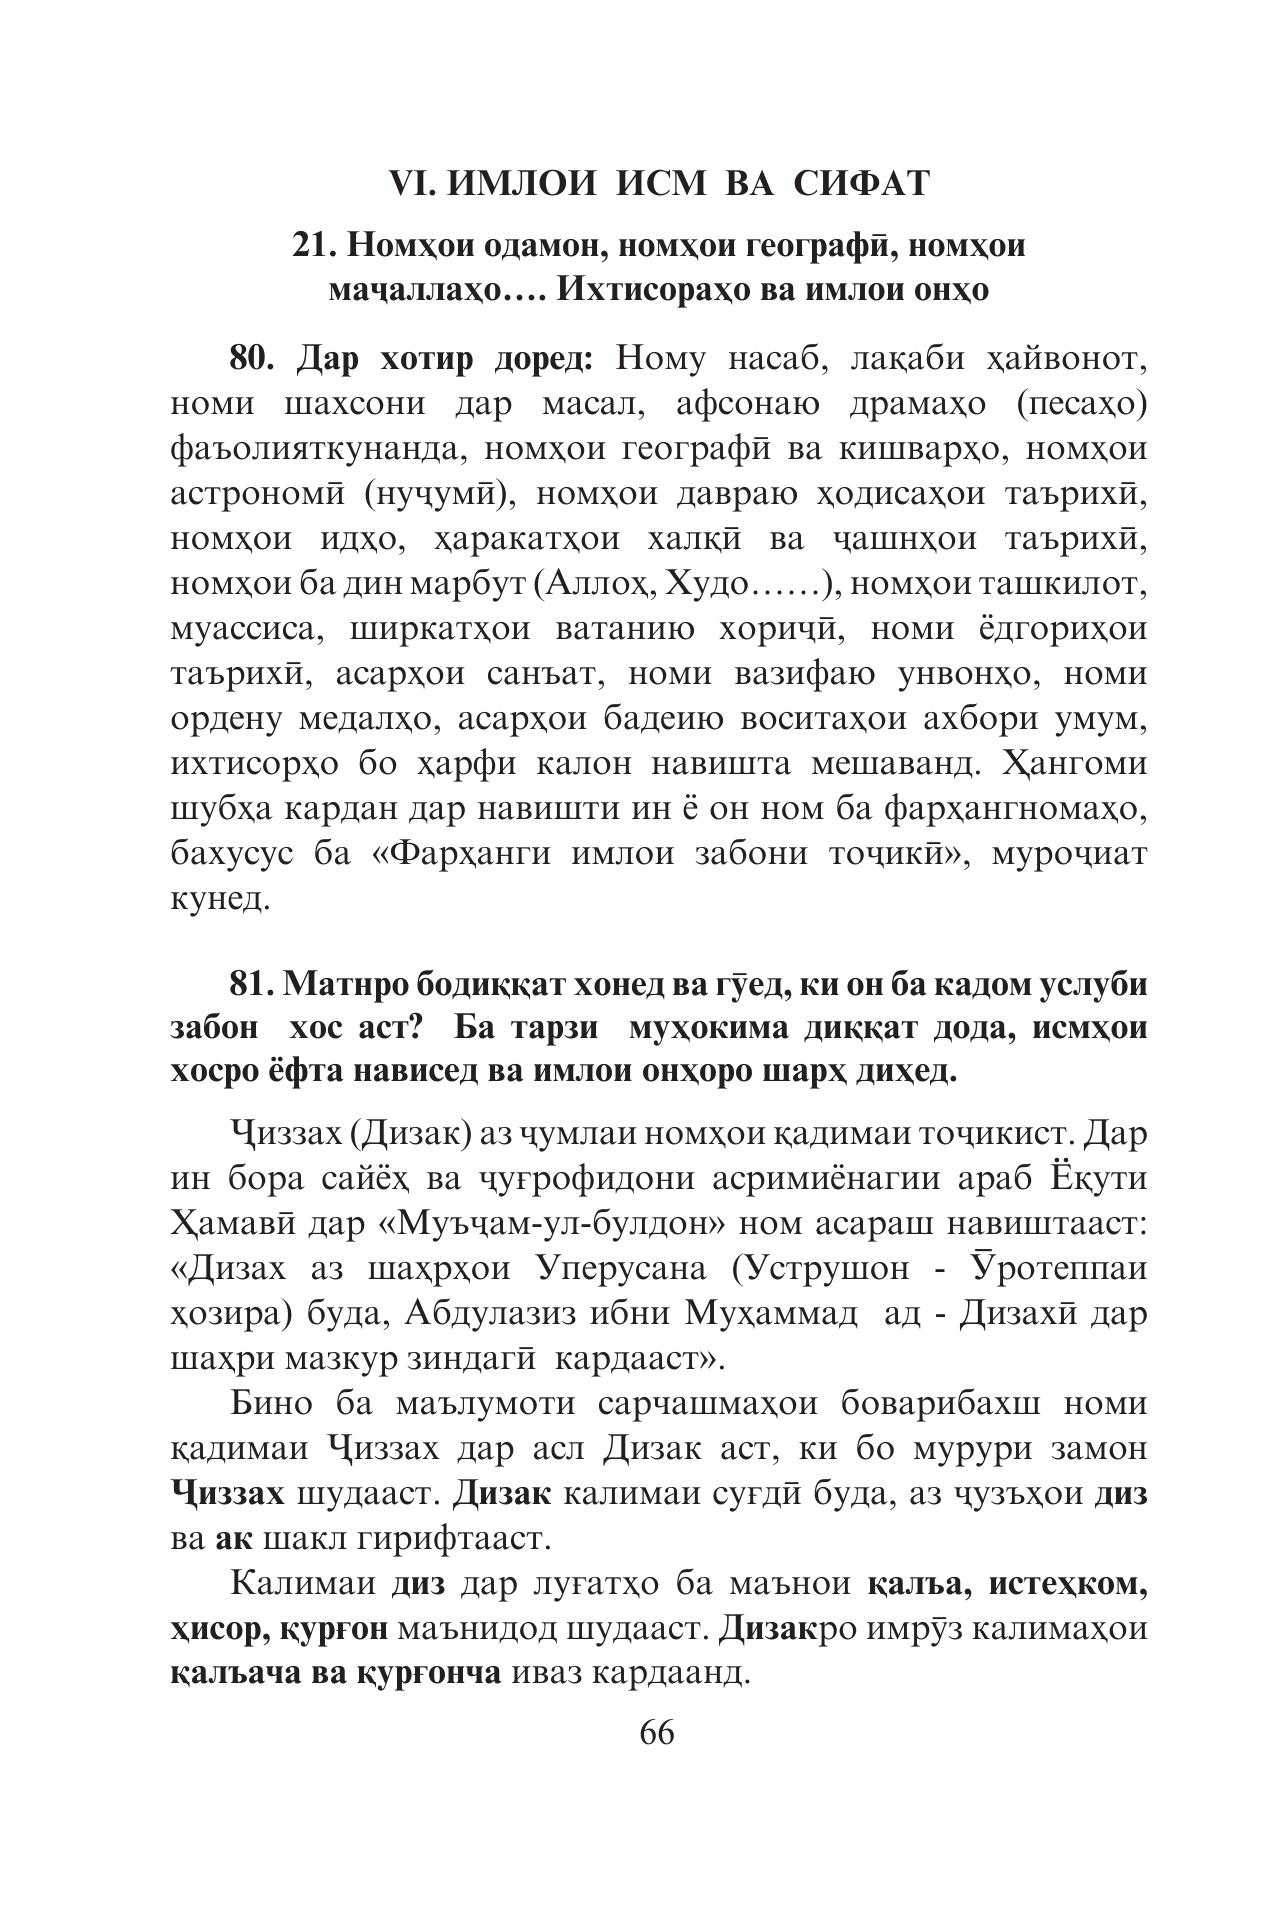 VI. ИМЛОИ ИСМ ВА СИФАТ
21. Номҳои одамон, номҳои географӣ, номҳои
маҷаллаҳо…. Ихтисораҳо ва имлои онҳо
80. Дар хотир доред: Ному насаб, лақаби ҳайвонот,
номи шахсони дар масал, афсонаю драмаҳо (песаҳо)
фаъолияткунанда, номҳои географӣ ва кишварҳо, номҳои
астрономӣ (нуҷумӣ), номҳои давраю ҳодисаҳои таърихӣ,
номҳои идҳо, ҳаракатҳои халқӣ ва ҷашнҳои таърихӣ,
номҳои ба дин марбут (Аллоҳ, Худо……), номҳои ташкилот,
муассиса, ширкатҳои ватанию хориҷӣ, номи ёдгориҳои
таърихӣ, асарҳои санъат, номи вазифаю унвонҳо, номи
ордену медалҳо, асарҳои бадеию воситаҳои ахбори умум,
ихтисорҳо бо ҳарфи калон навишта мешаванд. Ҳангоми
шубҳа кардан дар навишти ин ё он ном ба фарҳангномаҳо,
бахусус ба «Фарҳанги имлои забони тоҷикӣ», муроҷиат
кунед.
81. Матнро бодиққат хонед ва гӯед, ки он ба кадом услуби
забон хос аст? Ба тарзи муҳокима диққат дода, исмҳои
хосро ёфта нависед ва имлои онҳоро шарҳ диҳед.
Ҷиззах (Дизак) аз ҷумлаи номҳои қадимаи тоҷикист. Дар
ин бора сайёҳ ва ҷуғрофидони асримиёнагии араб Ёқути
Ҳамавӣ дар «Муъҷам-ул-булдон» ном асараш навиштааст:
«Дизах аз шаҳрҳои Уперусана (Уструшон - Ӯротеппаи
ҳозира) буда, Абдулазиз ибни Муҳаммад ад - Дизахӣ дар
шаҳри мазкур зиндагӣ кардааст».
Бино ба маълумоти сарчашмаҳои боварибахш номи
қадимаи Ҷиззах дар асл Дизак аст, ки бо мурури замон
Ҷиззах шудааст. Дизак калимаи суғдӣ буда, аз ҷузъҳои диз
ва ак шакл гирифтааст.
Калимаи диз дар луғатҳо ба маънои қалъа, истеҳком,
ҳисор, қурғон маънидод шудааст. Дизакро имрӯз калимаҳои
қалъача ва қурғонча иваз кардаанд.
66